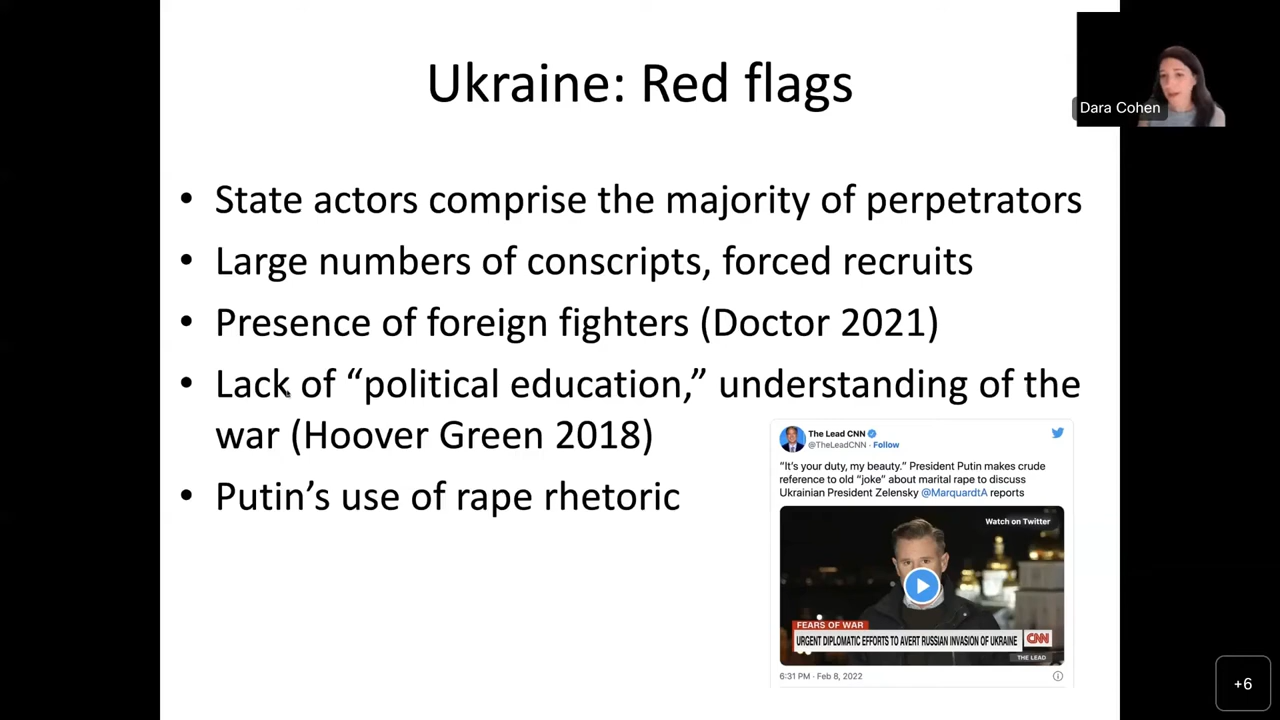 Ukraine: Red flags
Dara Cohen
• State actors comprise the majority of perpetrators
• Large numbers of conscripts, forced recruits
• Presence of foreign fighters (Doctor 2021)
• Lack of “political education,” understanding of the
war (Hoover Green 2018)
• Putin’s use of rape rhetoric
The Lead CNN
@TheLeadCNN · Follow
“It’s your duty, my beauty.” President Putin makes crude
reference to old “joke” about marital rape to discuss
Ukrainian President Zelensky @MarquardtA reports
Watch on Twitter
FEARS OF WAR
URGENT DIPLOMATIC EFFORTS TO AVERT RUSSIAN INVASION OF UKRAINE
CNN
THE LEAD
6:31 PM · Feb 8, 2022
+6